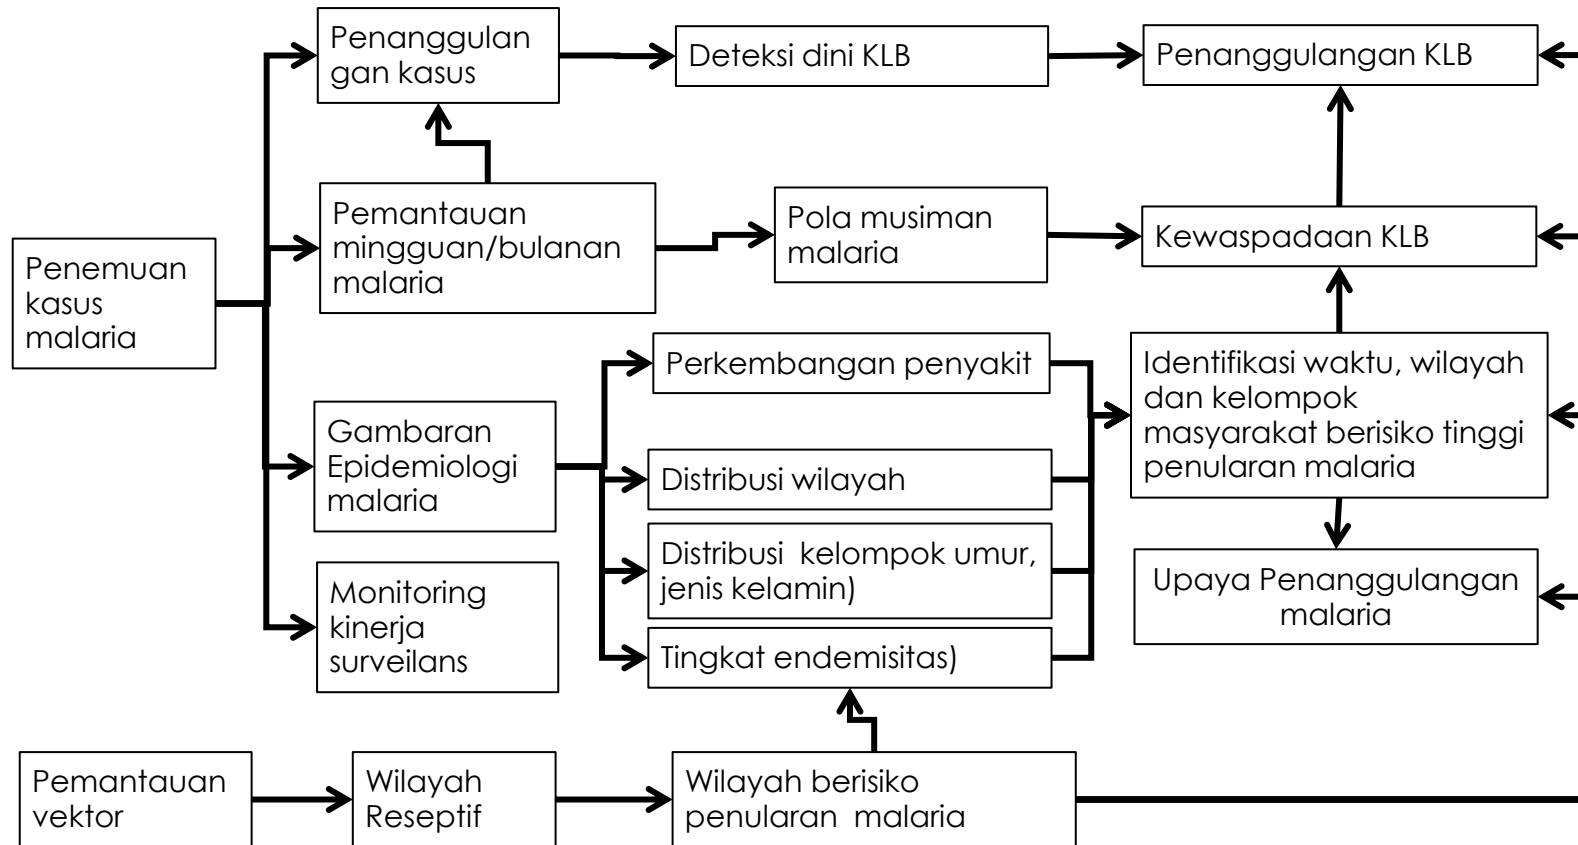 Penanggulan
gan kasus
Deteksi dini KLB
Penanggulangan KLB
Pemantauan
mingguan/bulanan
malaria
Pola musiman
malaria
Kewaspadaan KLB
Penemuan
kasus
malaria
Perkembangan penyakit
Identifikasi waktu, wilayah
dan kelompok
masyarakat berisiko tinggi
penularan malaria
Gambaran
Epidemiologi
malaria
Distribusi wilayah
Distribusi  kelompok umur,
jenis kelamin)
Upaya Penanggulangan
malaria
Monitoring
kinerja
surveilans
Tingkat endemisitas)
Pemantauan
vektor
Wilayah
Reseptif
Wilayah berisiko
penularan  malaria